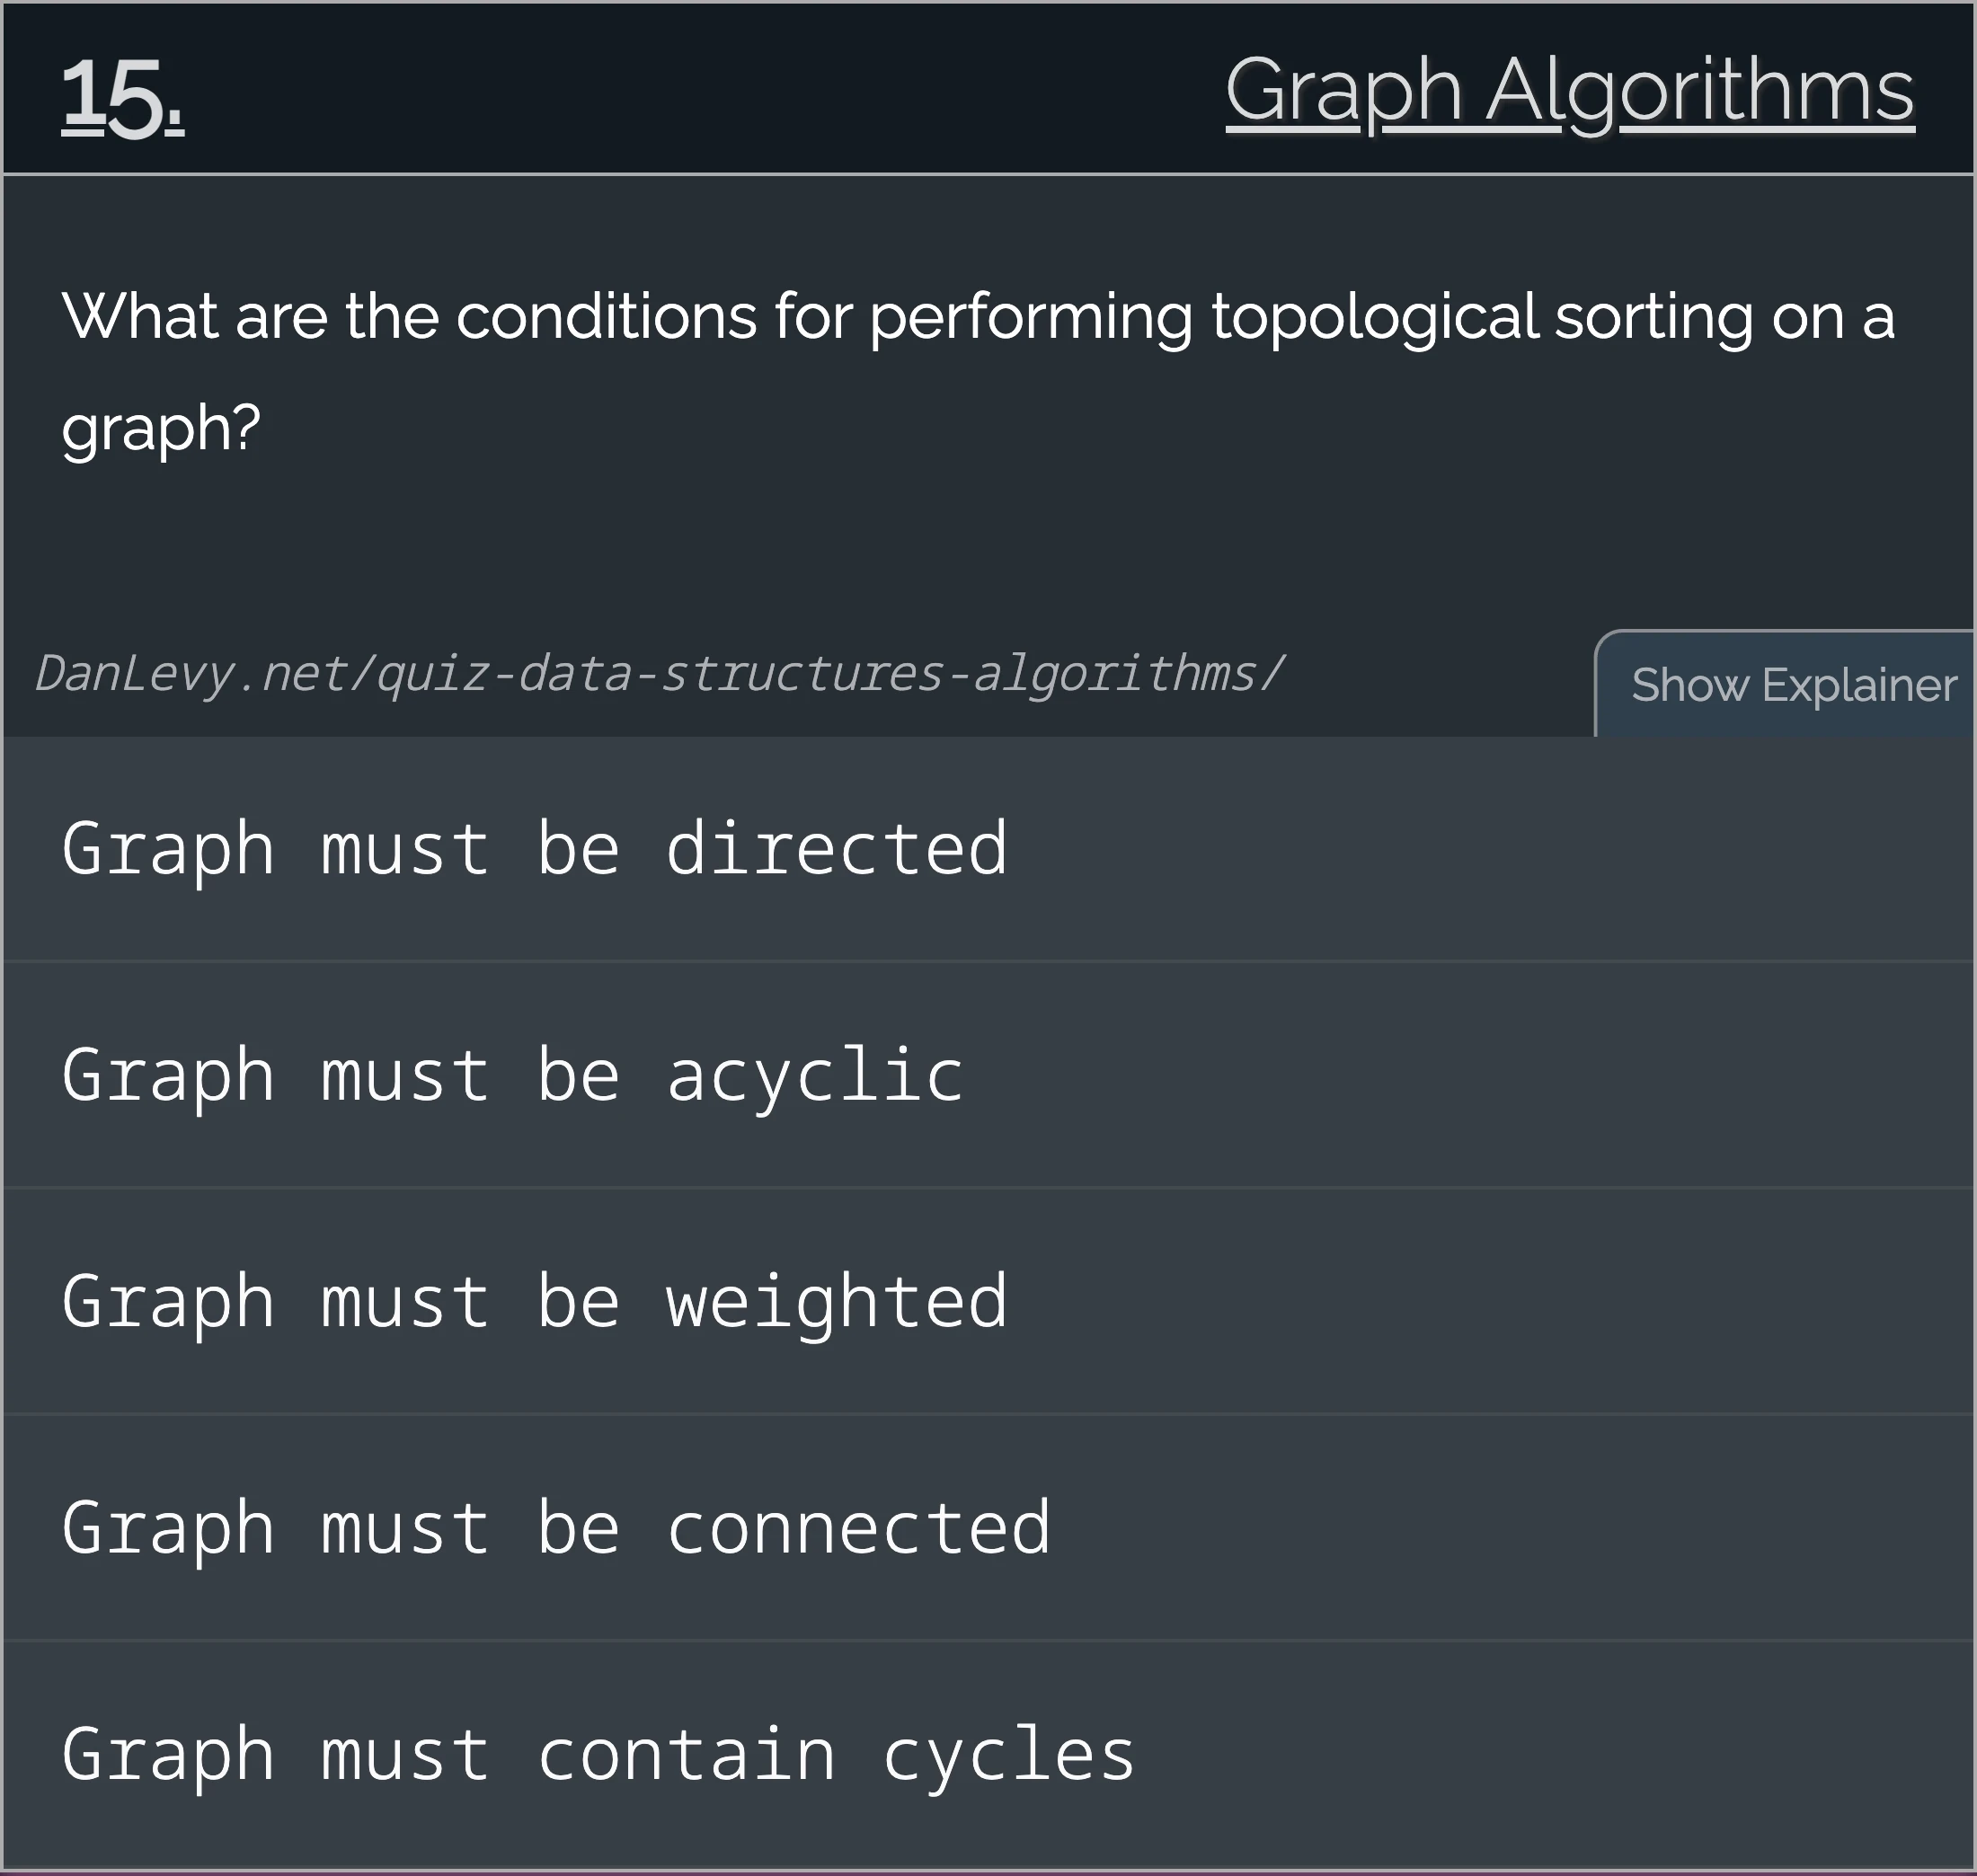 15.
Graph Algorithms
What are the conditions for performing topological sorting on a
graph?
DanLevy.net/quiz-data-structures-algorithms/
Show Explainer
Graph must be directed
Graph must be acyclic
Graph must be weighted
Graph must be connected
Graph must contain cycles